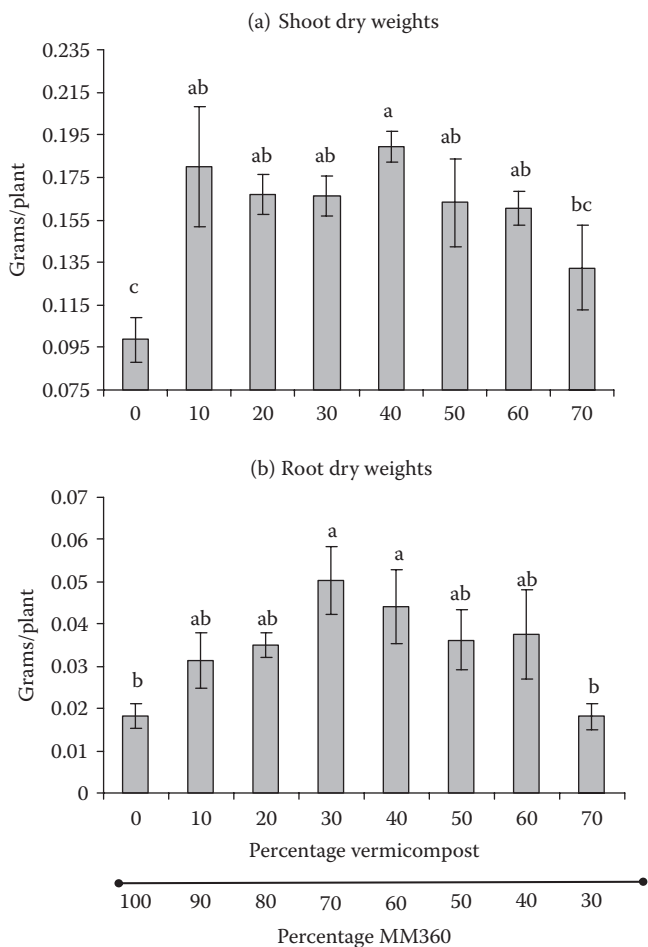 (a) Shoot dry weights
0.235
0.215
0.195
0.175
0.155
0.135
0.115
0.095
0.075
Grams/plant
c ab ab ab a ab ab bc
0 10 20 30 40 50 60 70
(b) Root dry weights
0.07
0.06
0.05
0.04
0.03
0.02
0.01
0
Grams/plant
b ab ab a a ab ab b
0 10 20 30 40 50 60 70
Percentage vermicompost
100 90 80 70 60 50 40 30
Percentage MM360